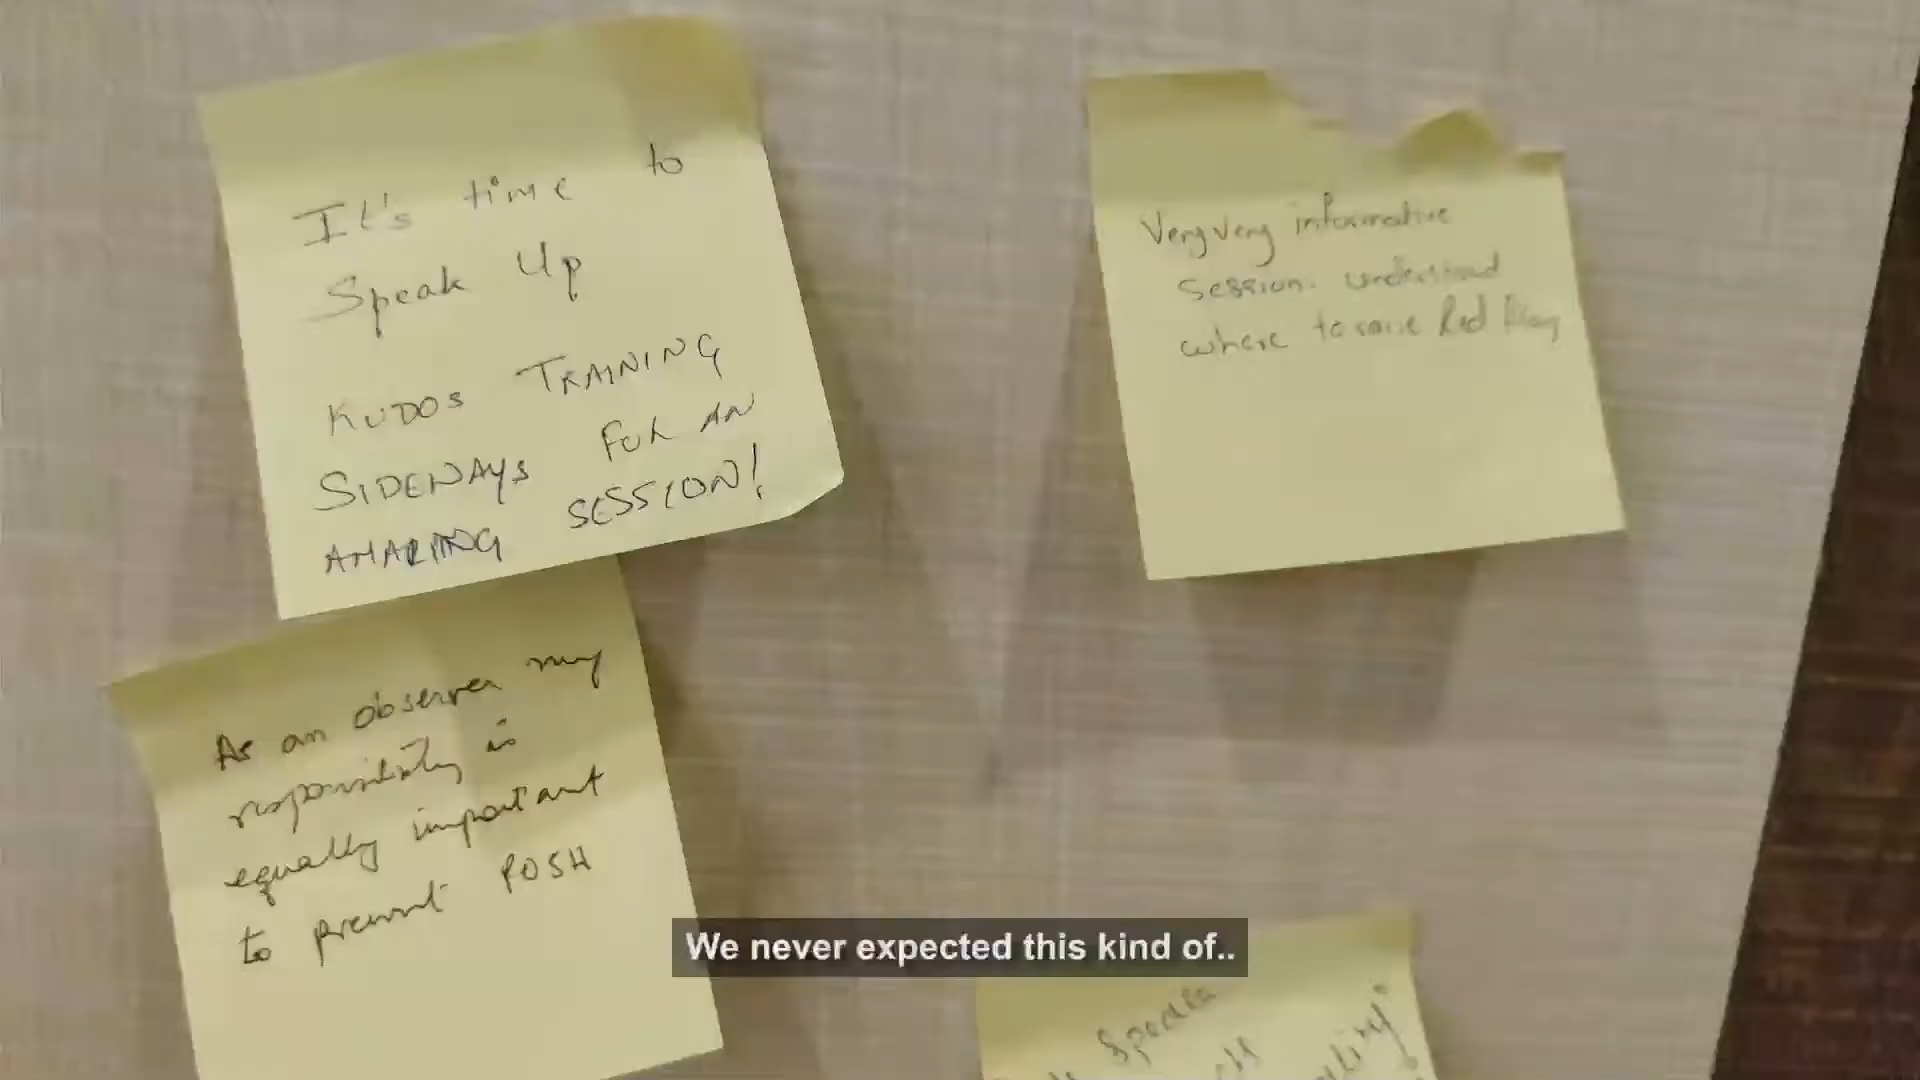 It's time to
Speak Up
KUDOS TRAINING
SIDEWAYS FOR AN
AMAZING SESSION!
Very very informative
Session. understood
where to raise Red Flag
As an observer my
responsibility is
equally important
to prevent POSH
We never expected this kind of..
Speak